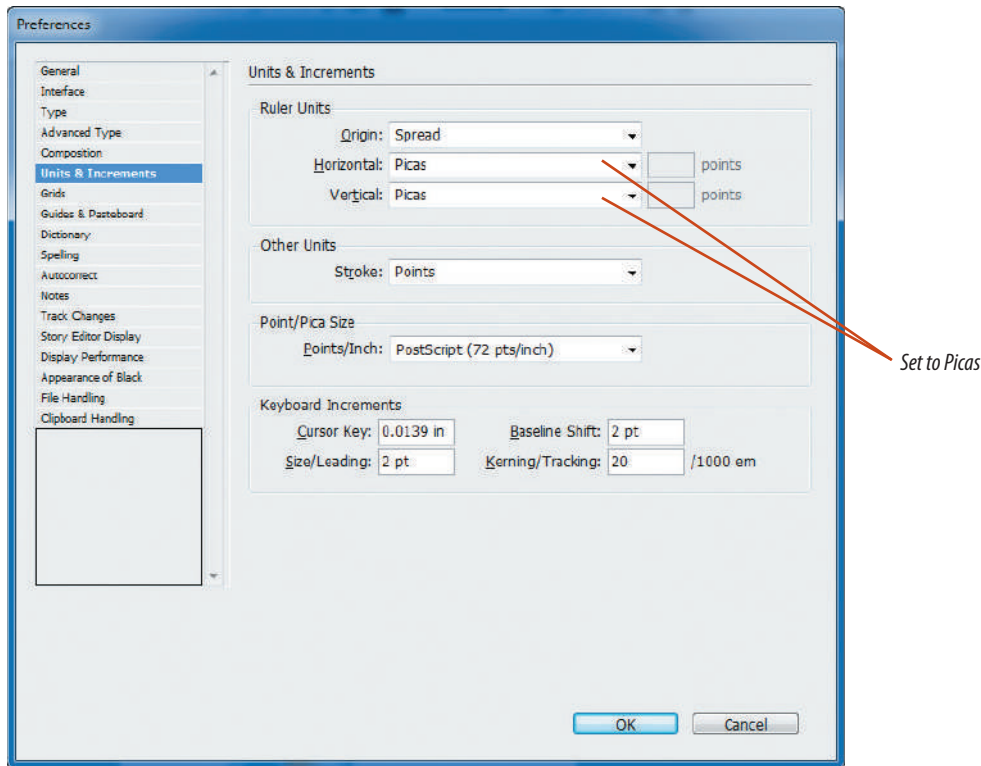 Preferences
General
Interface
Type
Advanced Type
Composition
Units & Increments
Grids
Guides & Pasteboard
Dictionary
Spelling
Autocorrect
Notes
Track Changes
Story Editor Display
Display Performance
Appearance of Black
File Handling
Clipboard Handling
Units & Increments
Ruler Units
Origin: Spread
Horizontal: Picas points
Vertical: Picas points
Other Units
Stroke: Points
Point/Pica Size
Points/Inch: PostScript (72 pts/inch)
Keyboard Increments
Cursor Key: 0.0139 in Baseline Shift: 2 pt
Size/Leading: 2 pt Kerning/Tracking: 20 /1000 em
Set to Picas
OK Cancel